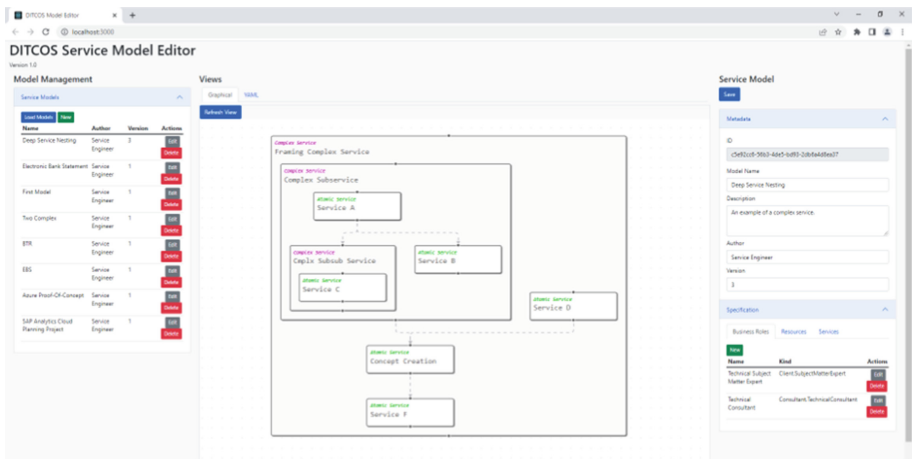 DITCOS Model Editor
localhost:3000
DITCOS Service Model Editor
Version 1.0
Model Management
Service Models
Load Models New
Name Author Version Actions
Deep Service Nesting Service Engineer 3 Edit Delete
Electronic Bank Statement Service Engineer 1 Edit Delete
First Model Service Engineer 1 Edit Delete
Two Complex Service Engineer 1 Edit Delete
BTR Service Engineer 1 Edit Delete
EBS Service Engineer 1 Edit Delete
Azure Proof-Of-Concept Service Engineer 1 Edit Delete
SAP Analytics Cloud Planning Project Service Engineer 1 Edit Delete
Views
Graphical YAML
Refresh View
Complex Service
Framing Complex Service
Complex Service
Complex Subservice
Atomic Service
Service A
Complex Service
Cmplx Subsub Service
Atomic Service
Service C
Atomic Service
Service B
Atomic Service
Service D
Atomic Service
Concept Creation
Atomic Service
Service F
Service Model
Save
Metadata
ID
Model Name
Deep Service Nesting
Description
An example of a complex service.
Author
Service Engineer
Version
3
Specification
Business Roles Resources Services
New
Name Kind Actions
Technical Subject Matter Expert Client.SubjectMatterExpert Edit Delete
Technical Consultant Consultant.TechnicalConsultant Edit Delete